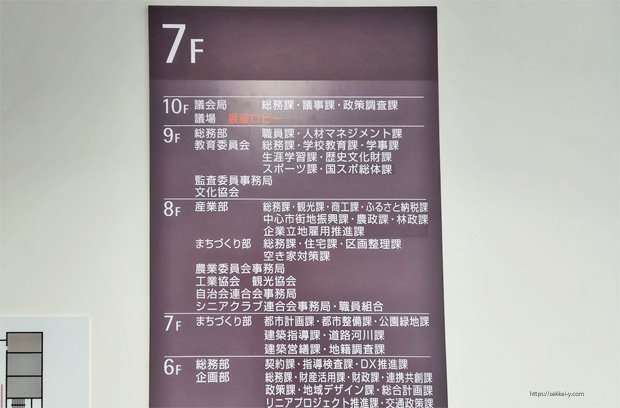 7F
10F 議会局 総務課・議事課・政策調査課
議場 展望ロビー
9F 総務部 職員課・人材マネジメント課
教育委員会 総務課・学校教育課・学事課
生涯学習課・歴史文化財課
スポーツ課・国スポ総体課
監査委員事務局
文化協会
8F 産業部 総務課・観光課・商工課・ふるさと納税課
中心市街地振興課・農政課・林政課
企業立地雇用推進課
まちづくり部 総務課・住宅課・区画整理課
空き家対策課
農業委員会事務局
工業協会 観光協会
自治会連合会事務局
シニアクラブ連合会事務局・職員組合
7F まちづくり部 都市計画課・都市整備課・公園緑地課
建築指導課・道路河川課
建築営繕課・地籍調査課
6F 総務部 契約課・指導検査課・DX推進課
企画部 総務課・財産活用課・財政課・連携共創課
政策課・地域デザイン課・総合計画課
リニアプロジェクト推進課・交通政策課
https://sekkei-y.com